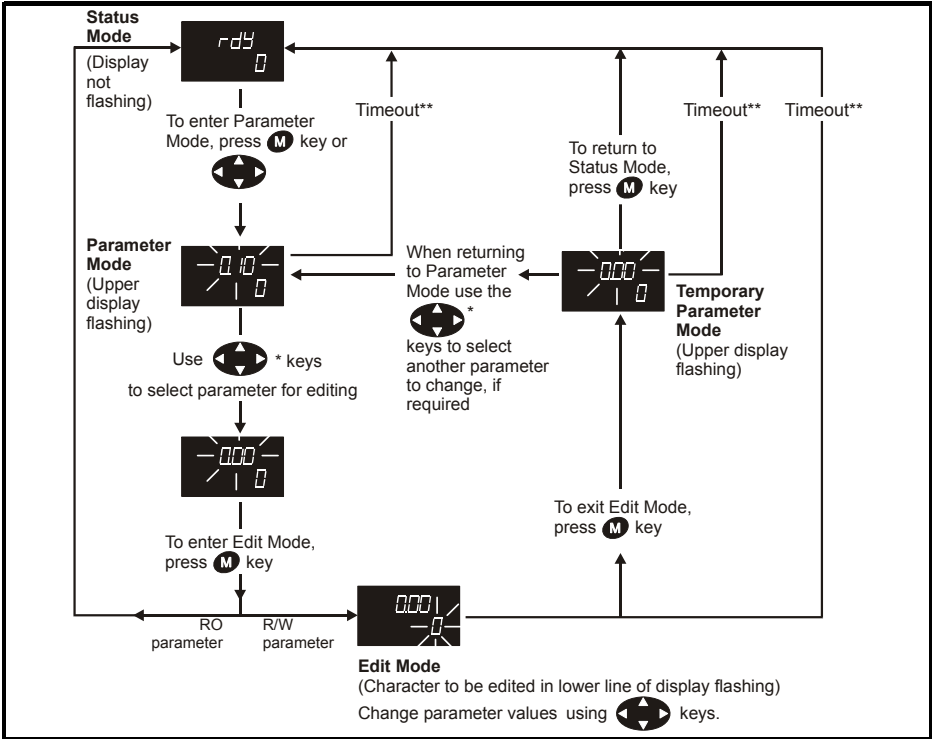 Status
Mode
(Display
not
flashing)
rdY
0
To enter Parameter
Mode, press M key or
Timeout**
Timeout**
Timeout**
To return to
Status Mode,
press M key
Parameter
Mode
(Upper
display
flashing)
0.10
0
When returning
to Parameter
Mode use the
*
keys to select
another parameter
to change, if
required
0.00
0
Temporary
Parameter
Mode
(Upper display
flashing)
Use * keys
to select parameter for editing
0.00
0
To enter Edit Mode,
press M key
To exit Edit Mode,
press M key
RO
parameter
R/W
parameter
0.00
0
Edit Mode
(Character to be edited in lower line of display flashing)
Change parameter values using keys.